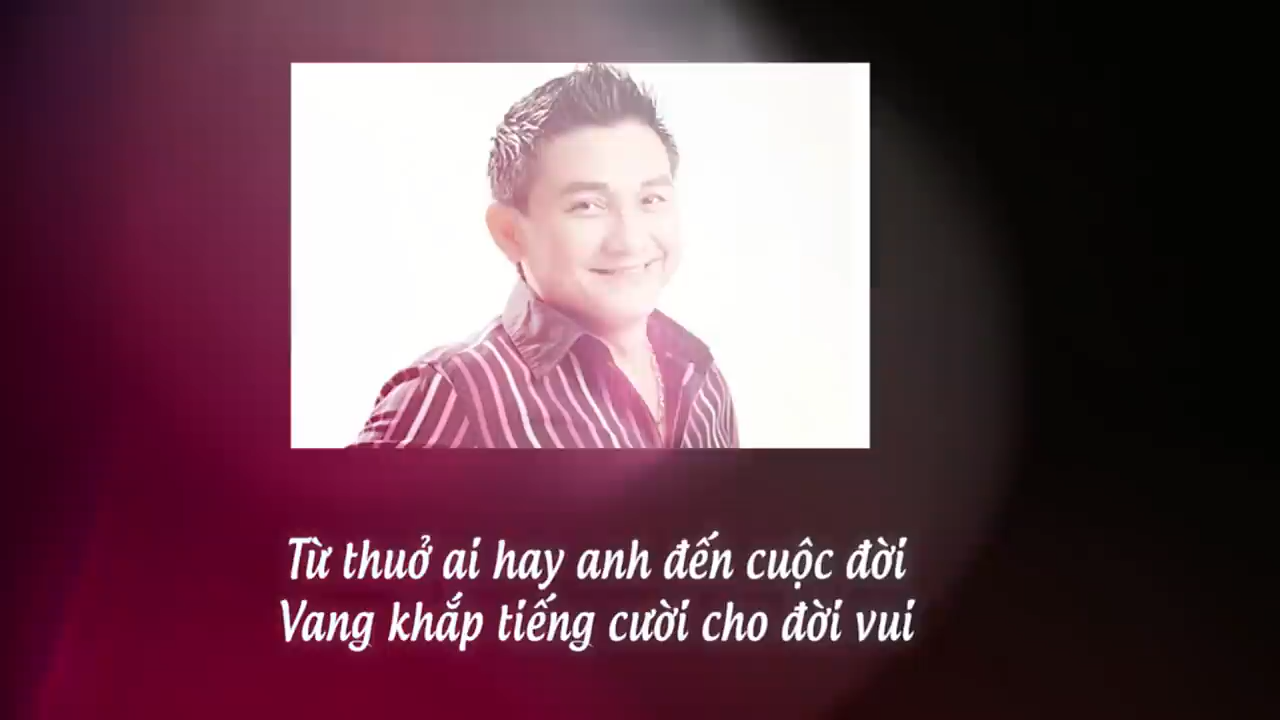 Từ thuở ai hay anh đến cuộc đời
Vang khắp tiếng cười cho đời vui